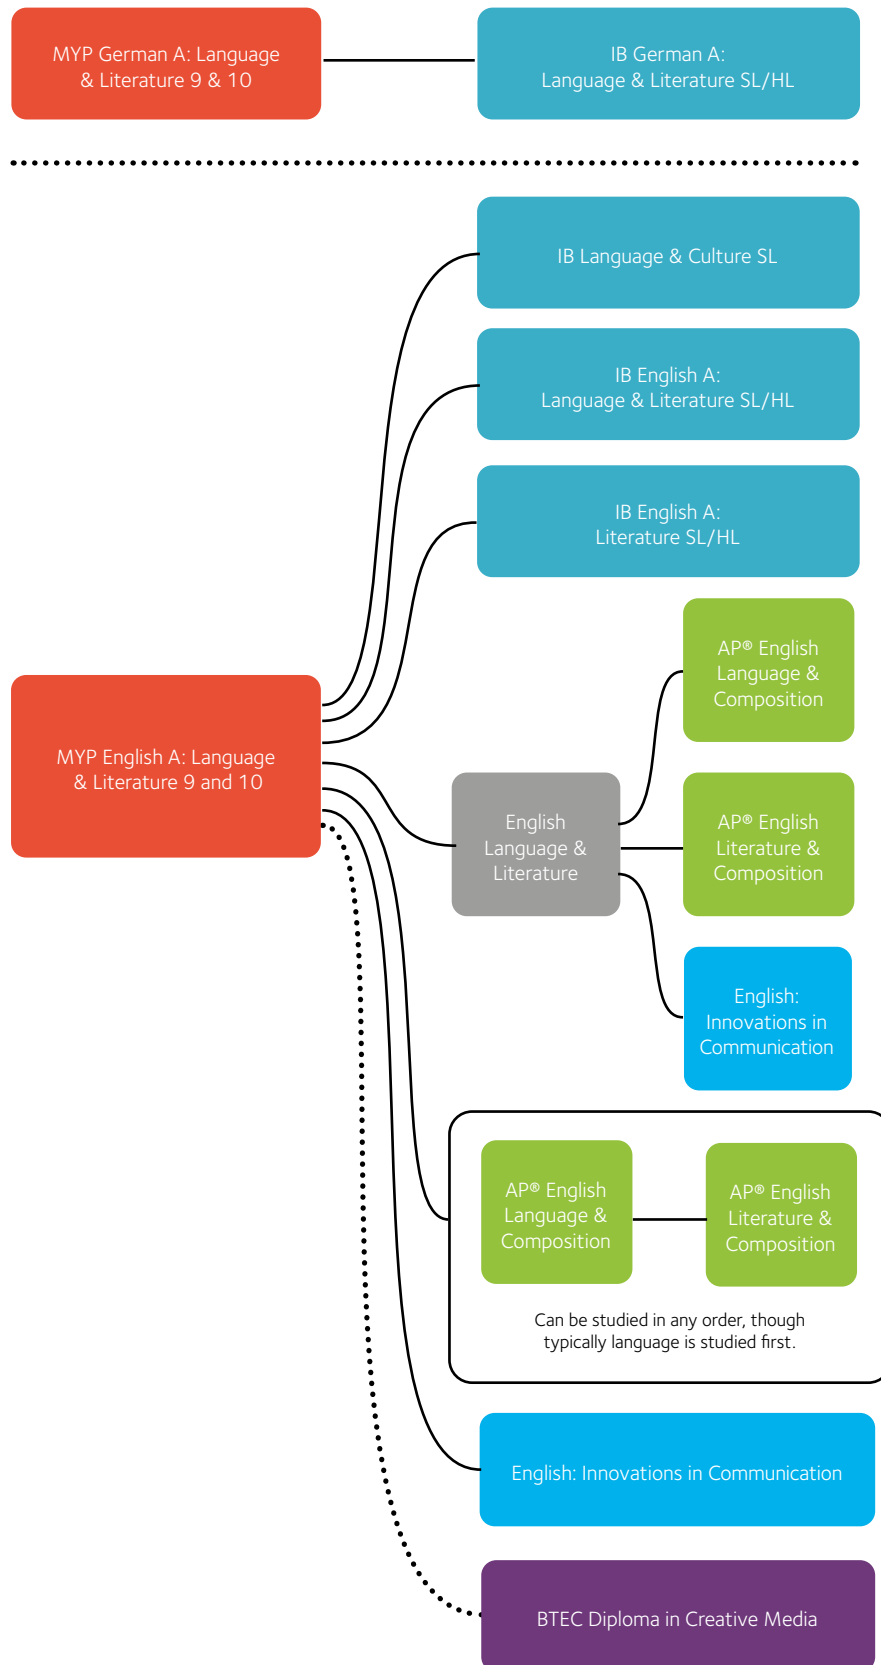 MYP German A: Language
& Literature 9 & 10
IB German A:
Language & Literature SL/HL
IB Language & Culture SL
IB English A:
Language & Literature SL/HL
IB English A:
Literature SL/HL
MYP English A: Language
& Literature 9 and 10
English
Language &
Literature
AP® English
Language &
Composition
AP® English
Literature &
Composition
English:
Innovations in
Communication
AP® English
Language &
Composition
AP® English
Literature &
Composition
Can be studied in any order, though
typically language is studied first.
English: Innovations in Communication
BTEC Diploma in Creative Media